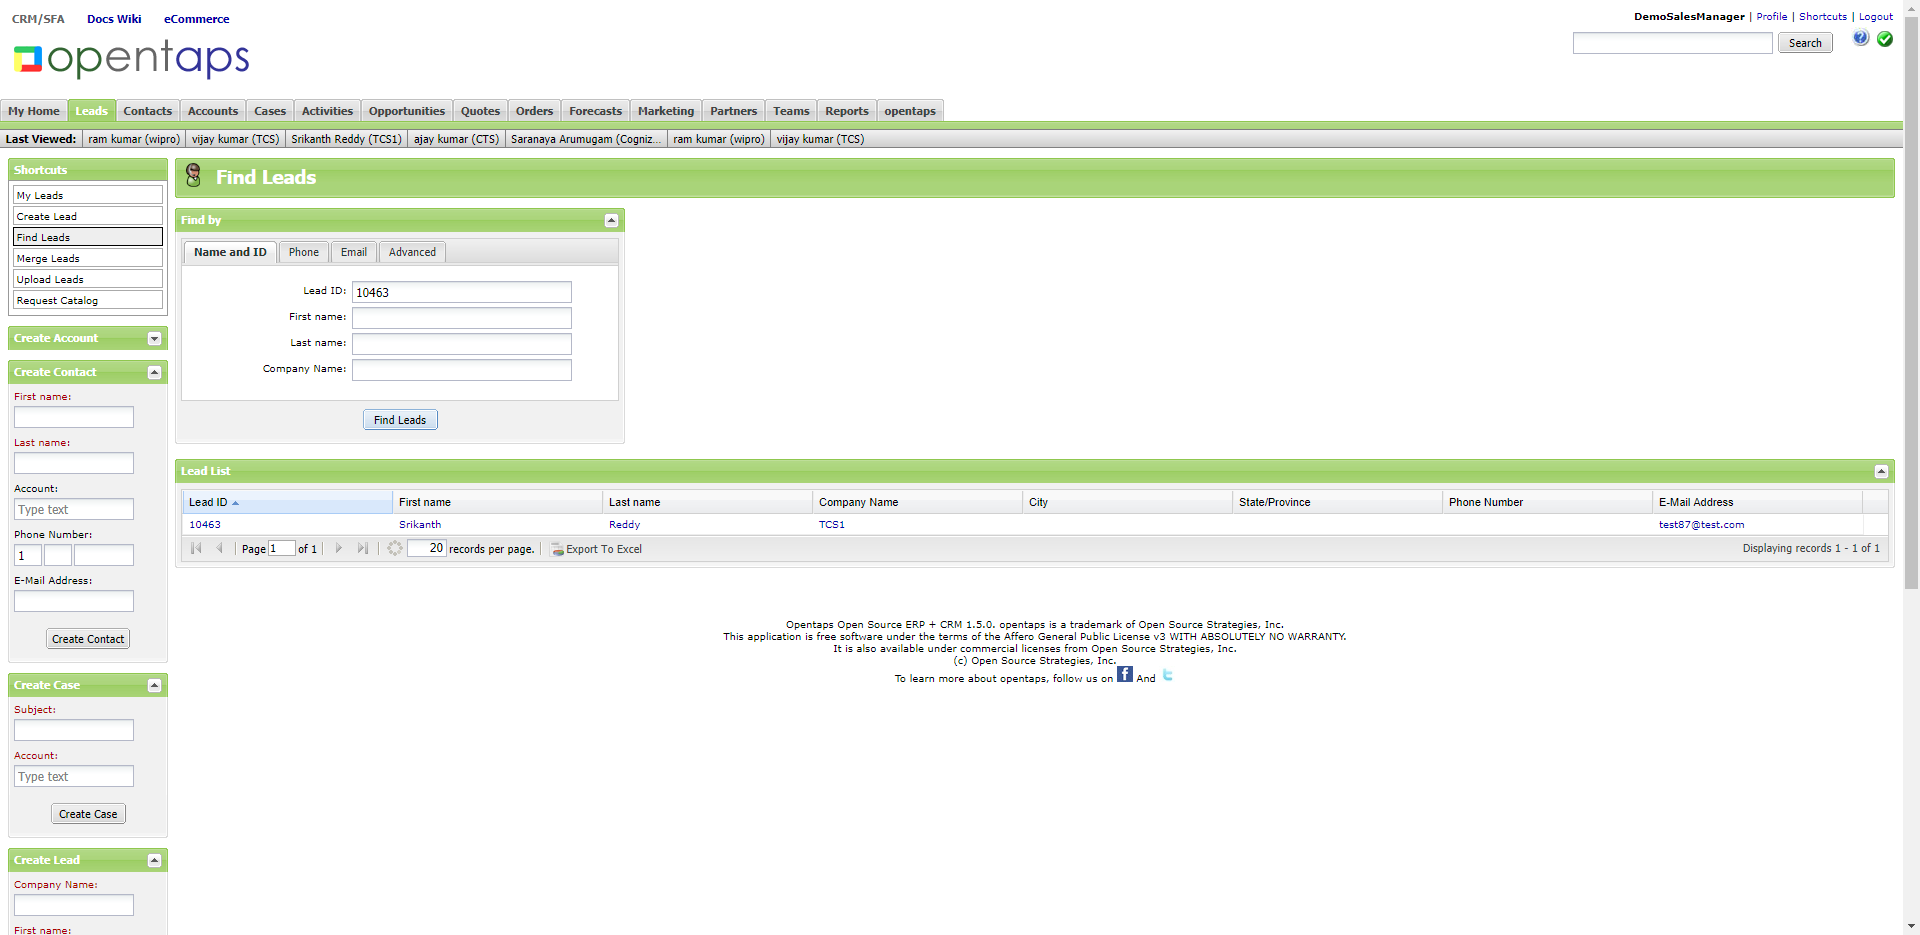 CRM/SFA Docs Wiki eCommerce
DemoSalesManager | Profile | Shortcuts | Logout
opentaps
Search
My Home Leads Contacts Accounts Cases Activities Opportunities Quotes Orders Forecasts Marketing Partners Teams Reports opentaps
Last Viewed: ram kumar (wipro) vijay kumar (TCS) Srikanth Reddy (TCS1) ajay kumar (CTS) Saranaya Arumugam (Cogniz... ram kumar (wipro) vijay kumar (TCS)
Shortcuts
My Leads
Create Lead
Find Leads
Merge Leads
Upload Leads
Request Catalog
Create Account
Create Contact
First name:
Last name:
Account:
Type text
Phone Number:
1
E-Mail Address:
Create Contact
Create Case
Subject:
Account:
Type text
Create Case
Create Lead
Company Name:
First name:
Find Leads
Find by
Name and ID Phone Email Advanced
Lead ID: 10463
First name:
Last name:
Company Name:
Find Leads
Lead List
Lead ID First name Last name Company Name City State/Province Phone Number E-Mail Address
10463 Srikanth Reddy TCS1 test87@test.com
Page 1 of 1 20 records per page. Export To Excel Displaying records 1 - 1 of 1
Opentaps Open Source ERP + CRM 1.5.0. opentaps is a trademark of Open Source Strategies, Inc.
This application is free software under the terms of the Affero General Public License v3 WITH ABSOLUTELY NO WARRANTY.
It is also available under commercial licenses from Open Source Strategies, Inc.
(c) Open Source Strategies, Inc.
To learn more about opentaps, follow us on f And t